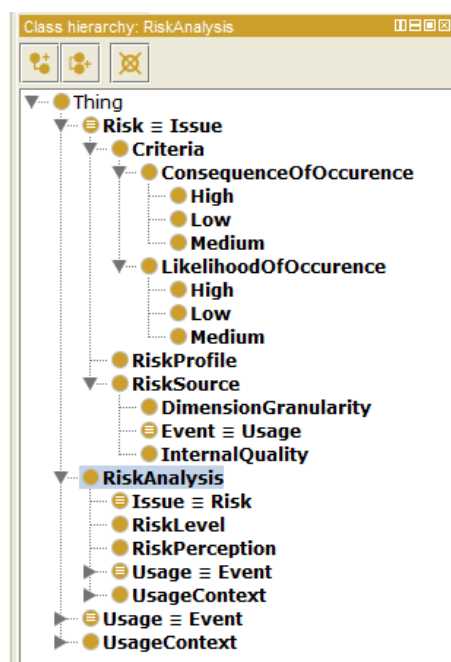 Class hierarchy: RiskAnalysis
Thing
Risk ≡ Issue
Criteria
ConsequenceOfOccurence
High
Low
Medium
LikelihoodOfOccurence
High
Low
Medium
RiskProfile
RiskSource
DimensionGranularity
Event ≡ Usage
InternalQuality
RiskAnalysis
Issue ≡ Risk
RiskLevel
RiskPerception
Usage ≡ Event
UsageContext
Usage ≡ Event
UsageContext